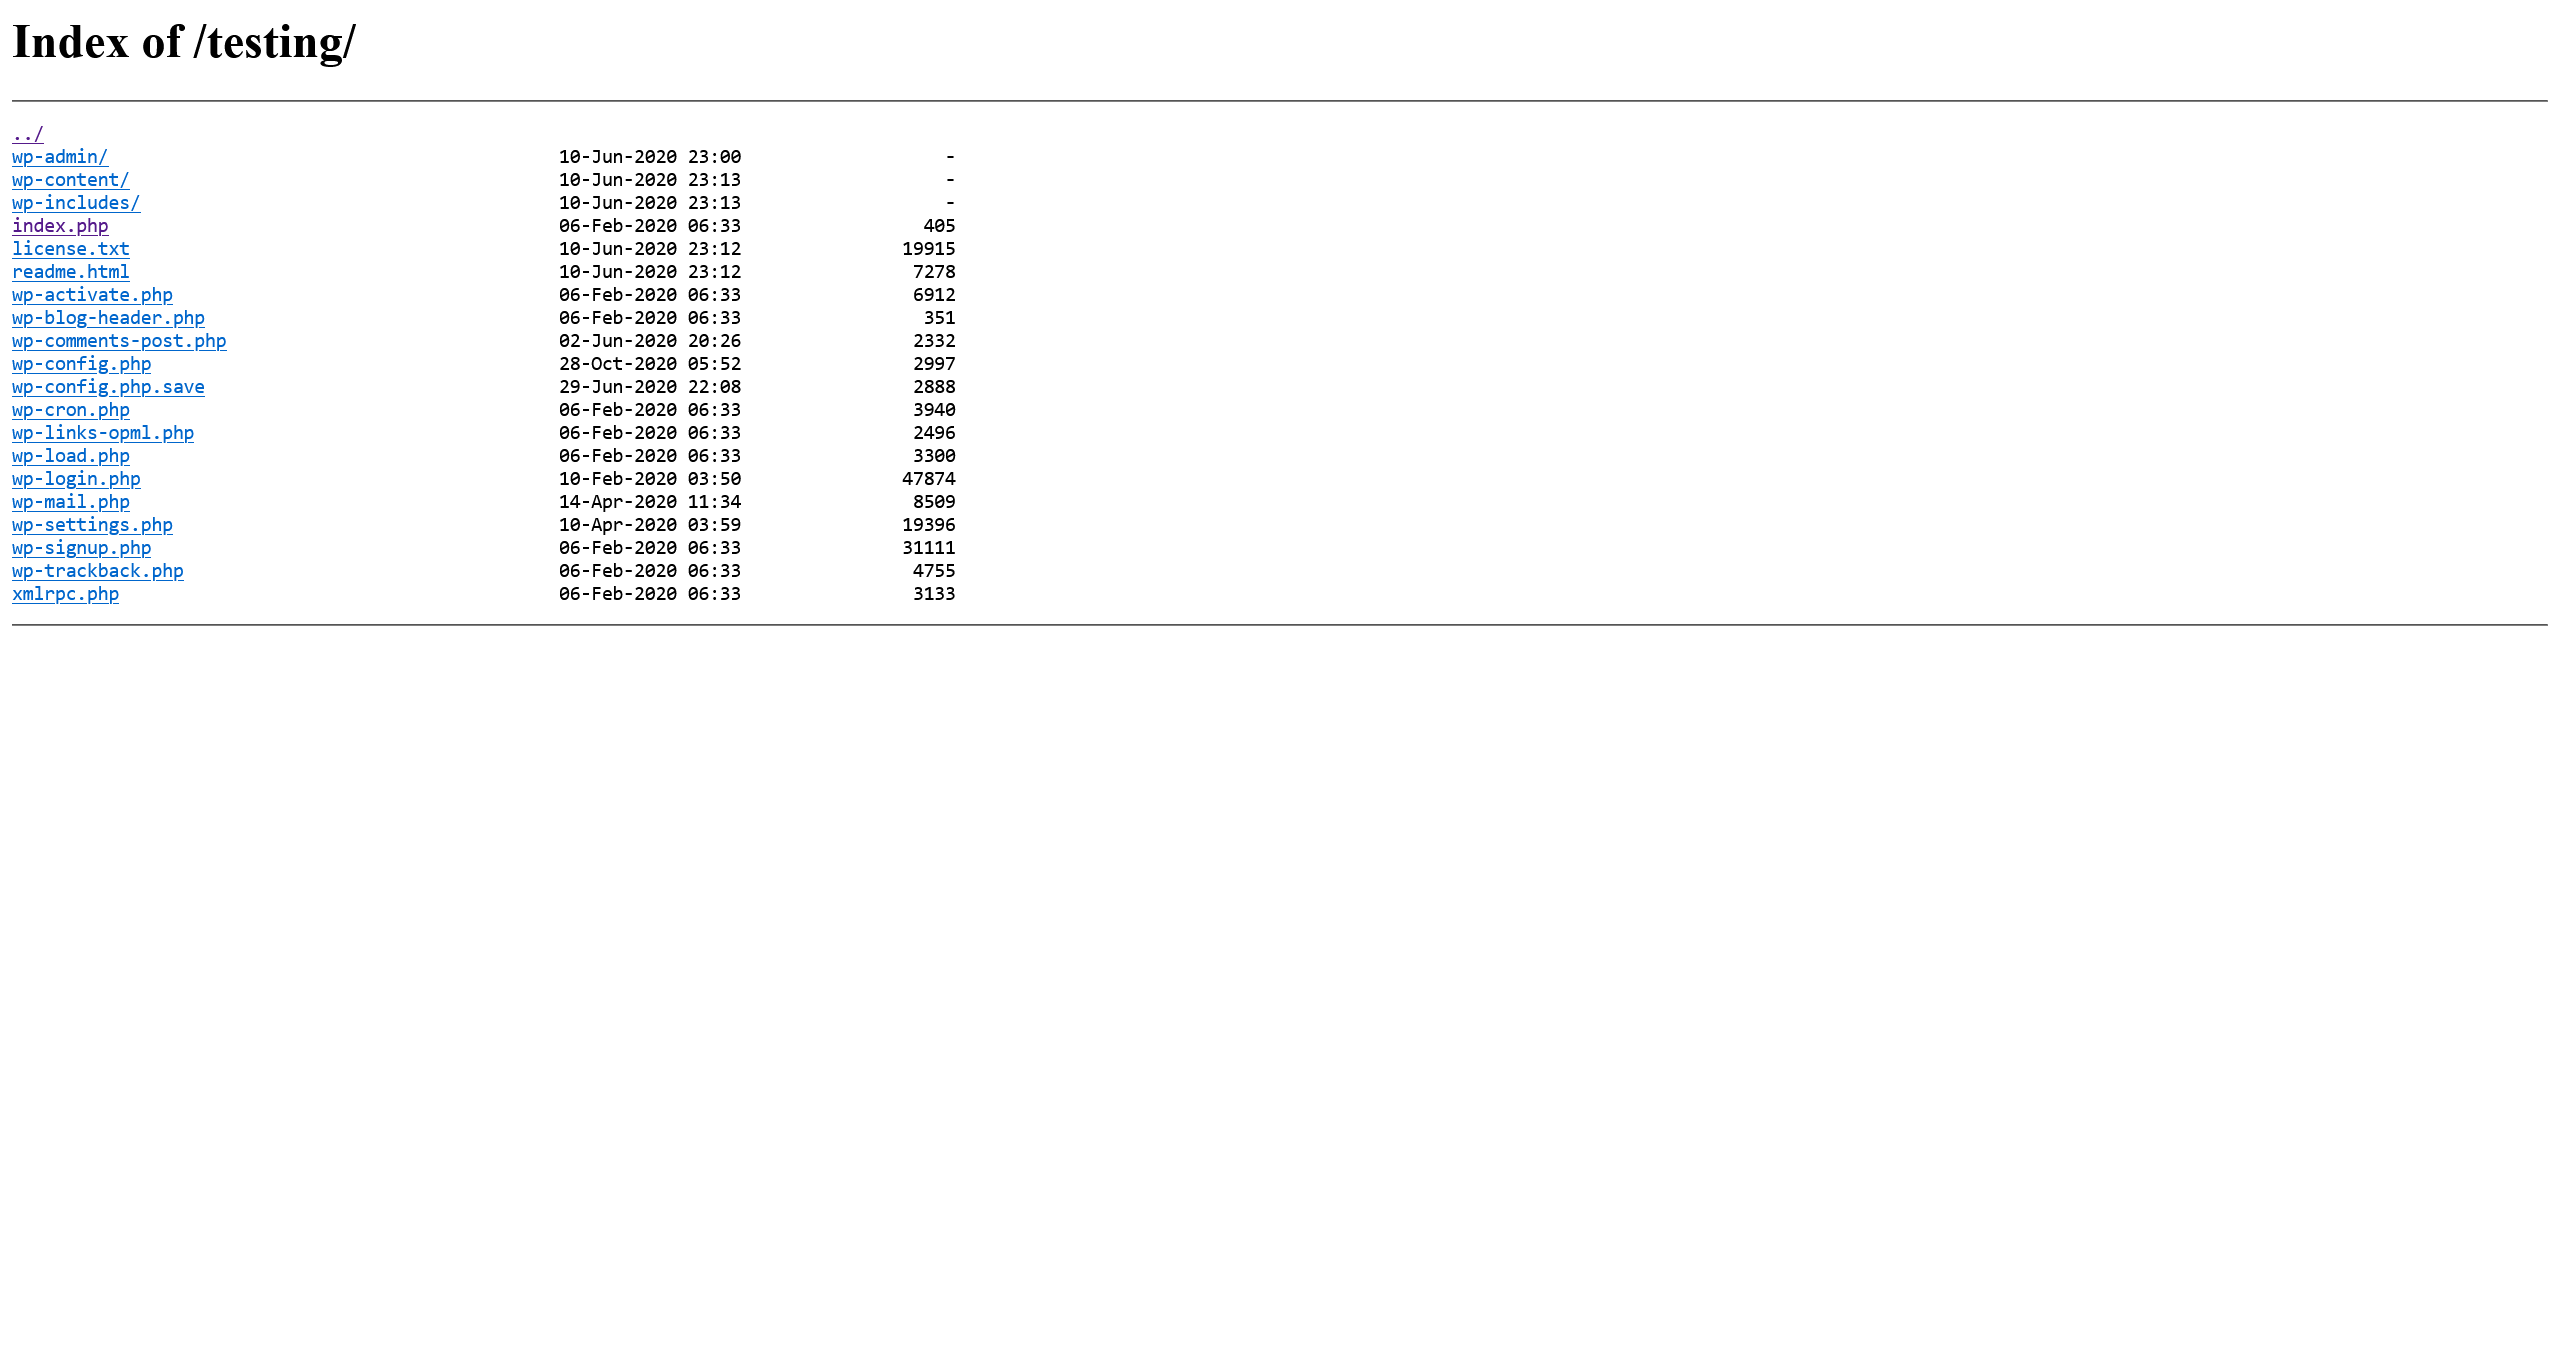 Index of /testing/
../
wp-admin/ 10-Jun-2020 23:00 -
wp-content/ 10-Jun-2020 23:13 -
wp-includes/ 10-Jun-2020 23:13 -
index.php 06-Feb-2020 06:33 405
license.txt 10-Jun-2020 23:12 19915
readme.html 10-Jun-2020 23:12 7278
wp-activate.php 06-Feb-2020 06:33 6912
wp-blog-header.php 06-Feb-2020 06:33 351
wp-comments-post.php 02-Jun-2020 20:26 2332
wp-config.php 28-Oct-2020 05:52 2997
wp-config.php.save 29-Jun-2020 22:08 2888
wp-cron.php 06-Feb-2020 06:33 3940
wp-links-opml.php 06-Feb-2020 06:33 2496
wp-load.php 06-Feb-2020 06:33 3300
wp-login.php 10-Feb-2020 03:50 47874
wp-mail.php 14-Apr-2020 11:34 8509
wp-settings.php 10-Apr-2020 03:59 19396
wp-signup.php 06-Feb-2020 06:33 31111
wp-trackback.php 06-Feb-2020 06:33 4755
xmlrpc.php 06-Feb-2020 06:33 3133